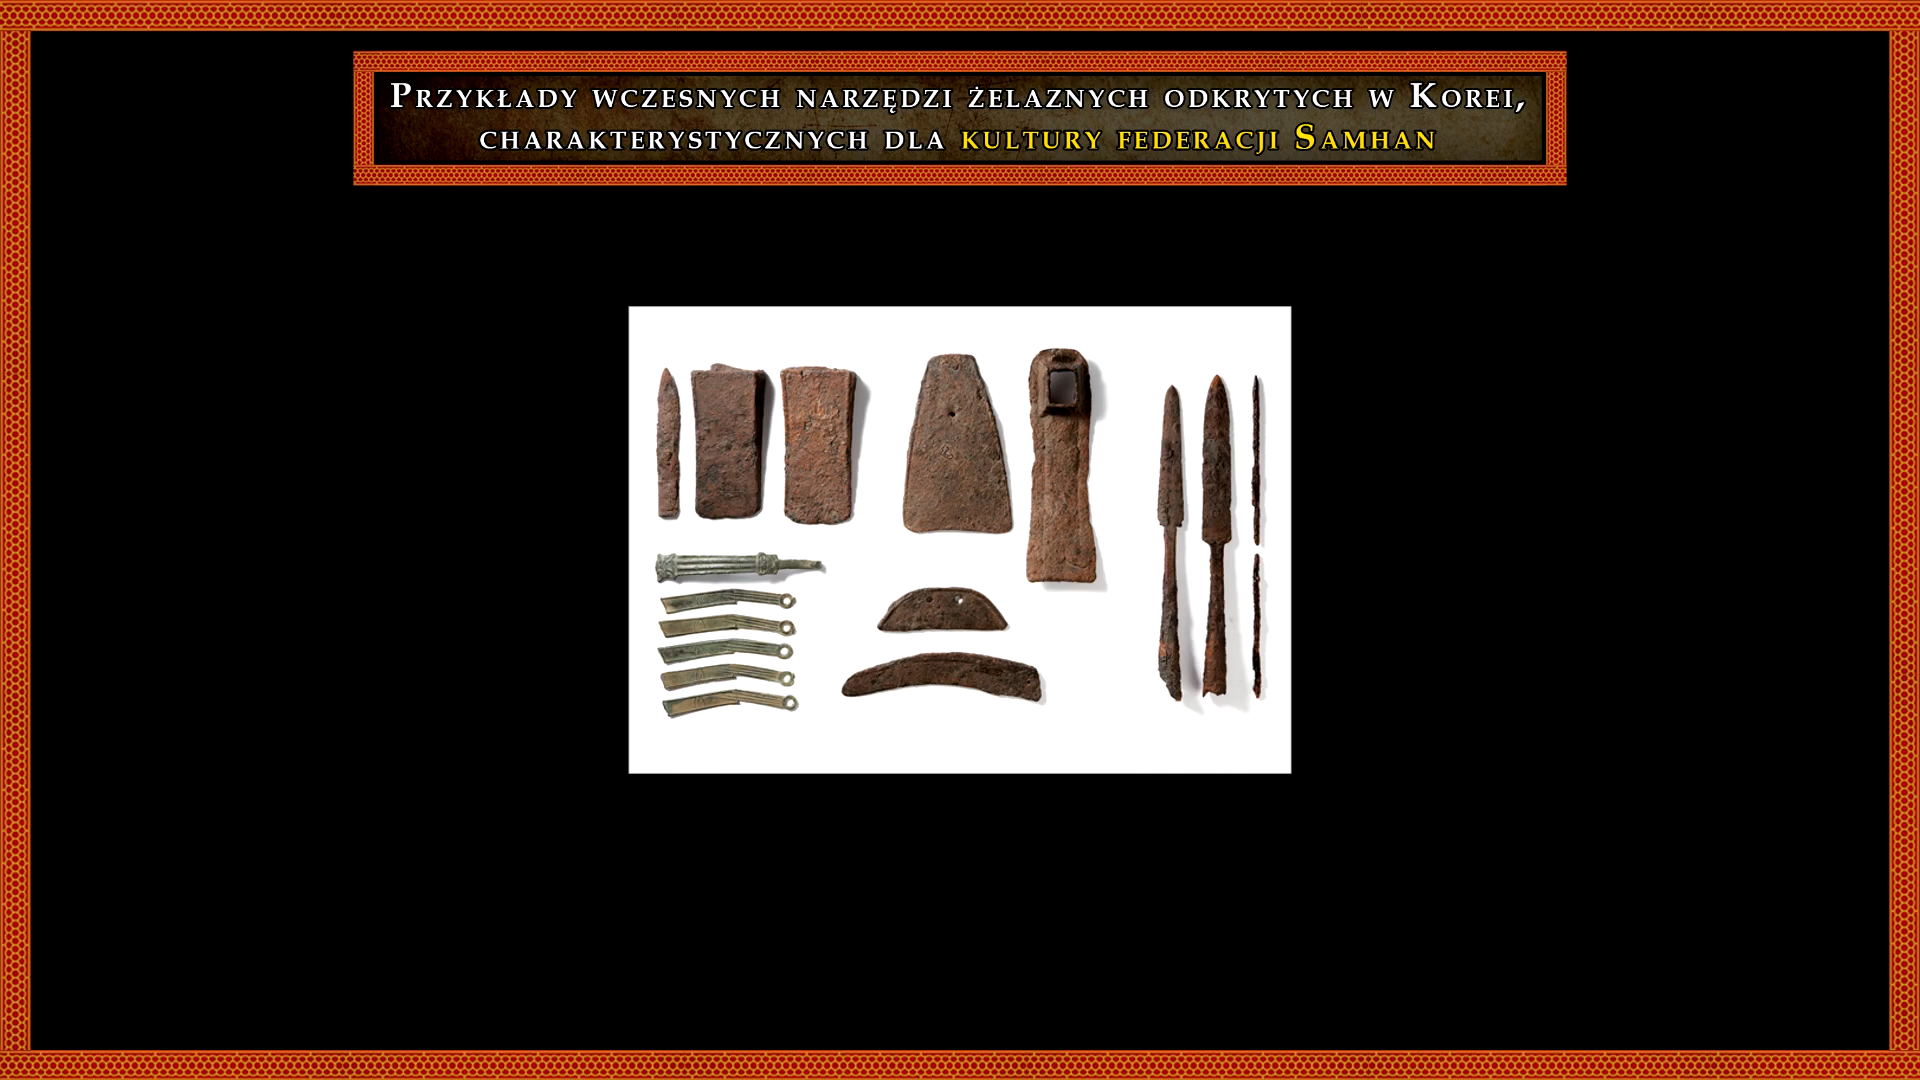 Przykłady wczesnych narzędzi żelaznych odkrytych w Korei,
charakterystycznych dla kultury federacji Samhan